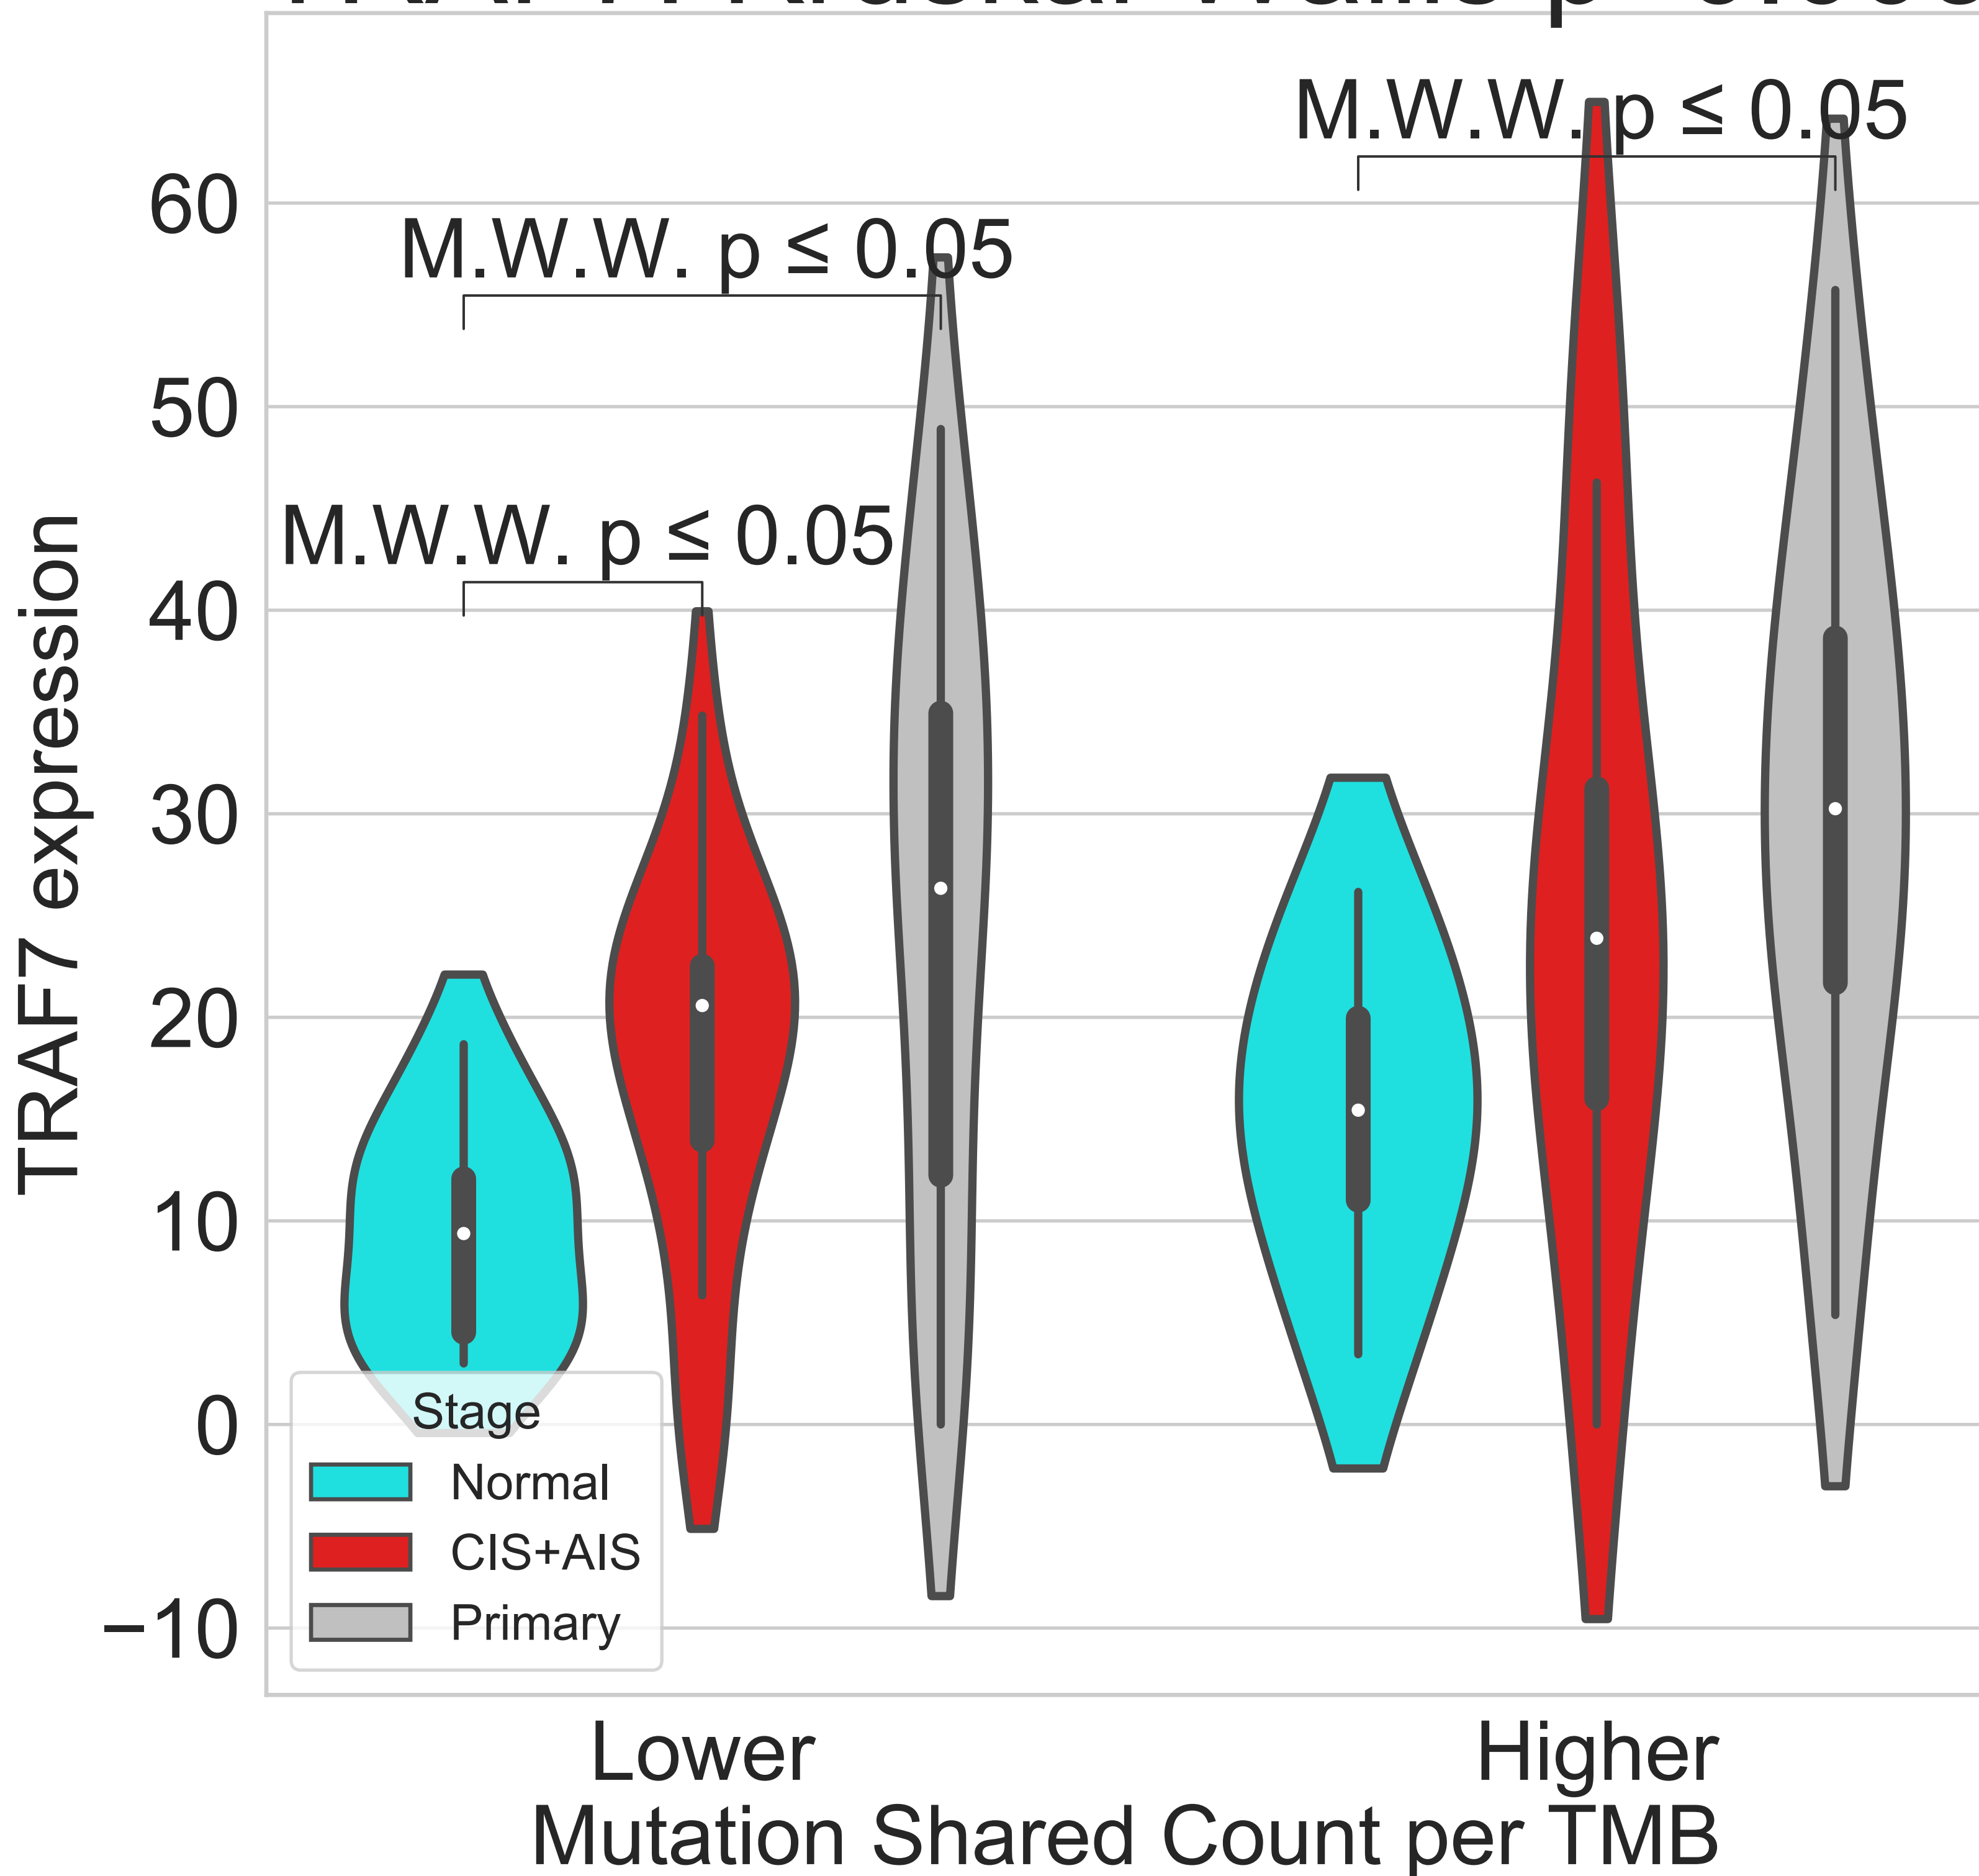 M.W.W. p ≤ 0.05
M.W.W. p ≤ 0.05
M.W.W. p ≤ 0.05
60
50
40
30
20
10
0
−10
TRAF7 expression
Stage
Normal
CIS+AIS
Primary
Lower
Higher
Mutation Shared Count per TMB